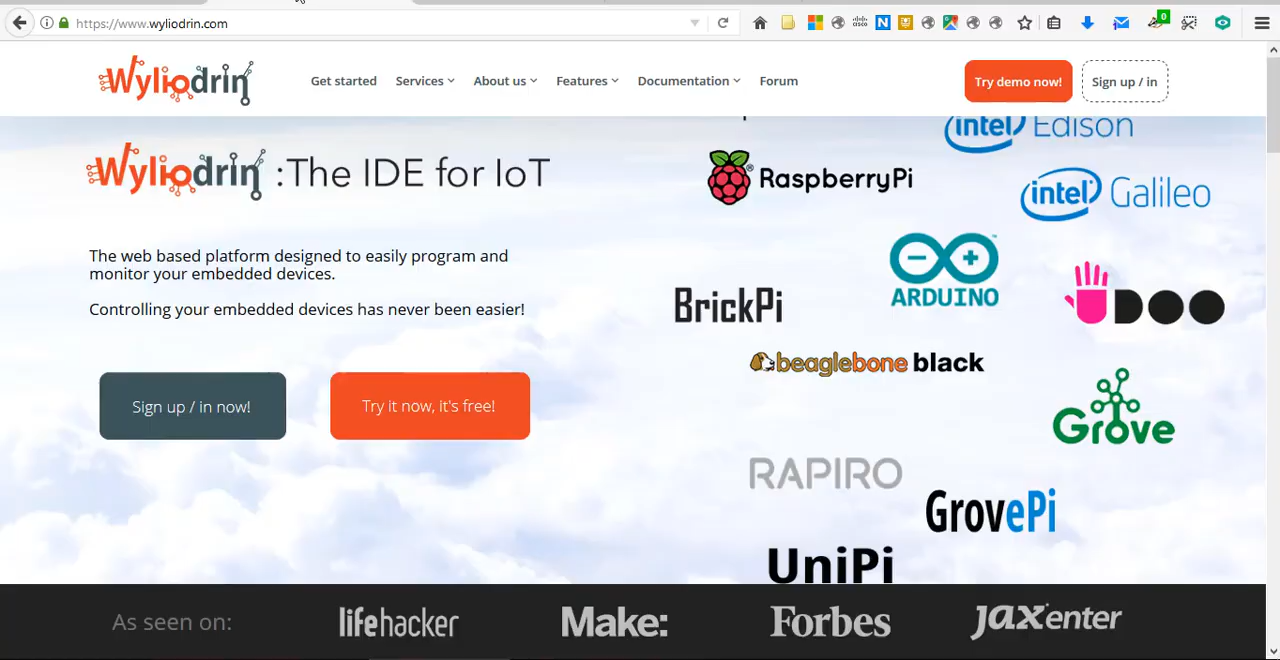 https://www.wyliodrin.com
0
Wyliodrin
Get started
Services
About us
Features
Documentation
Forum
Try demo now!
Sign up / in
Wyliodrin :The IDE for IoT
The web based platform designed to easily program and
monitor your embedded devices.
Controlling your embedded devices has never been easier!
Sign up / in now!
Try it now, it's free!
intel Edison
RaspberryPi
intel Galileo
ARDUINO
BrickPi
DOO
beaglebone black
Grove
RAPIRO
GrovePi
UniPi
As seen on:
lifehacker
Make:
Forbes
JAXenter